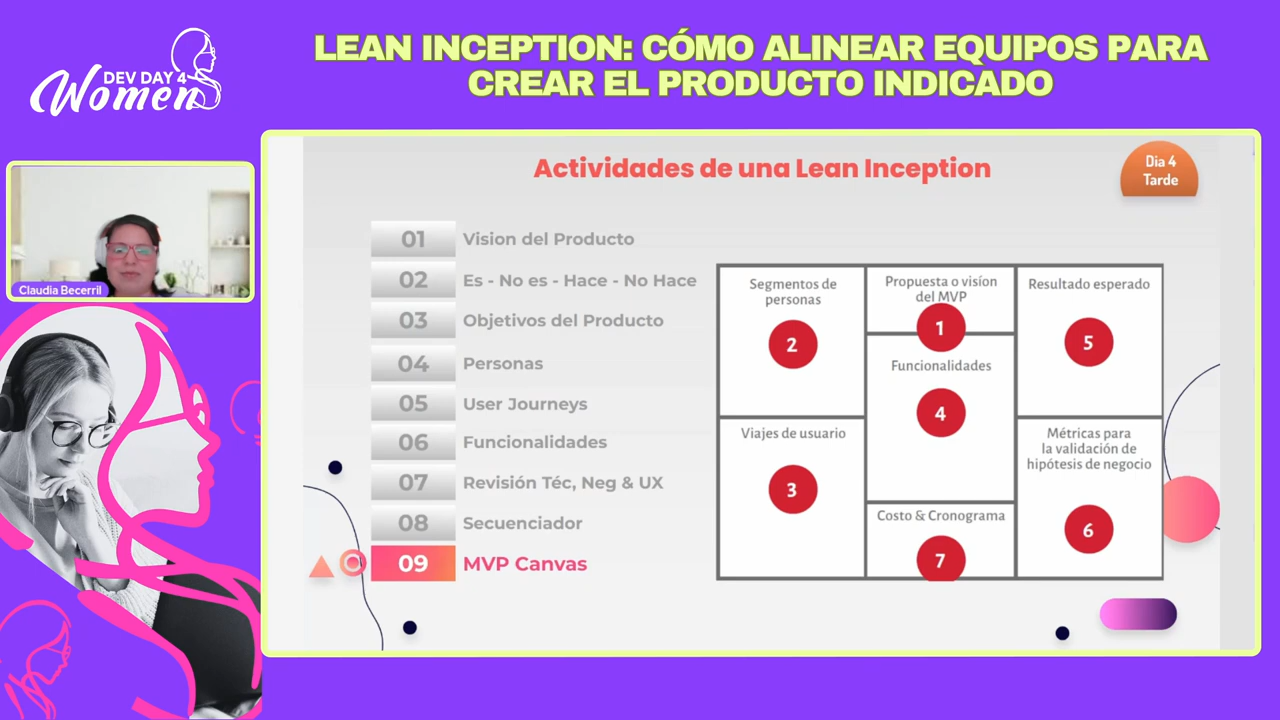 DEV DAY 4
Women
LEAN INCEPTION: CÓMO ALINEAR EQUIPOS PARA
CREAR EL PRODUCTO INDICADO
Claudia Becerril
Actividades de una Lean Inception
Dia 4
Tarde
01 Vision del Producto
02 Es - No es - Hace - No Hace
03 Objetivos del Producto
04 Personas
05 User Journeys
06 Funcionalidades
07 Revisión Téc, Neg & UX
08 Secuenciador
09 MVP Canvas
Segmentos de
personas
2
Propuesta o visión
del MVP
1
Resultado esperado
5
Funcionalidades
4
Viajes de usuario
3
Métricas para
la validación de
hipótesis de negocio
6
Costo & Cronograma
7